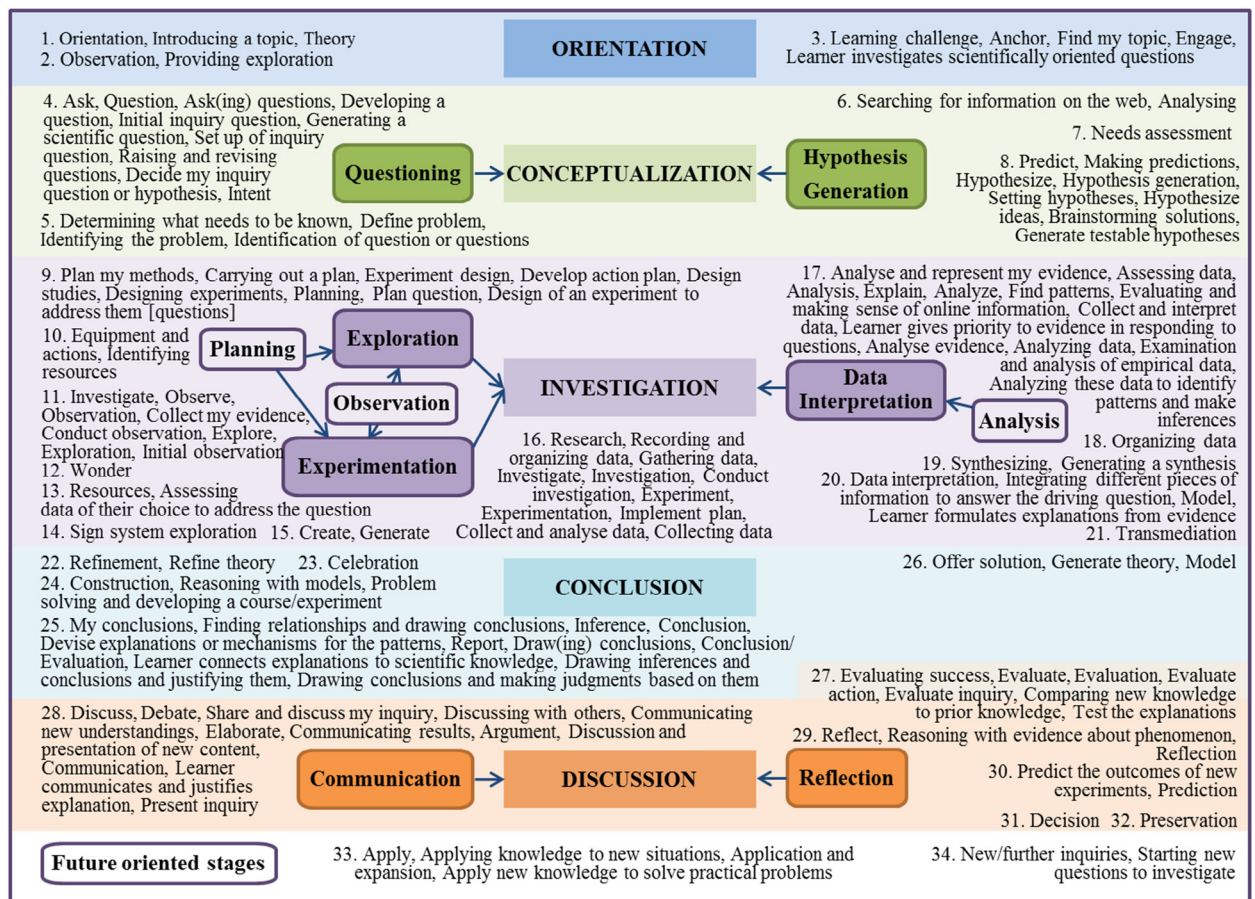 1. Orientation, Introducing a topic, Theory
2. Observation, Providing exploration
ORIENTATION
3. Learning challenge, Anchor, Find my topic, Engage,
Learner investigates scientifically oriented questions
4. Ask, Question, Ask(ing) questions, Developing a
question, Initial inquiry question, Generating a
scientific question, Set up of inquiry
question, Raising and revising
questions, Decide my inquiry
question or hypothesis, Intent
5. Determining what needs to be known, Define problem,
Identifying the problem, Identification of question or questions
Questioning
CONCEPTUALIZATION
Hypothesis
Generation
6. Searching for information on the web, Analysing
7. Needs assessment
8. Predict, Making predictions,
Hypothesize, Hypothesis generation,
Setting hypotheses, Hypothesize
ideas, Brainstorming solutions,
Generate testable hypotheses
9. Plan my methods, Carrying out a plan, Experiment design, Develop action plan, Design
studies, Designing experiments, Planning, Plan question, Design of an experiment to
address them [questions]
10. Equipment and
actions, Identifying
resources
Planning
Exploration
Observation
Experimentation
11. Investigate, Observe,
Observation, Collect my evidence,
Conduct observation, Explore,
Exploration, Initial observation
12. Wonder
13. Resources, Assessing
data of their choice to address the question
14. Sign system exploration
15. Create, Generate
INVESTIGATION
16. Research, Recording and
organizing data, Gathering data,
Investigate, Investigation, Conduct
investigation, Experiment,
Experimentation, Implement plan,
Collect and analyse data, Collecting data
17. Analyse and represent my evidence, Assessing data,
Analysis, Explain, Analyze, Find patterns, Evaluating and
making sense of online information, Collect and interpret
data, Learner gives priority to evidence in responding to
questions, Analyse evidence, Analyzing data, Examination
and analysis of empirical data,
Analyzing these data to identify
patterns and make
inferences
Data
Interpretation
Analysis
18. Organizing data
19. Synthesizing, Generating a synthesis
20. Data interpretation, Integrating different pieces of
information to answer the driving question, Model,
Learner formulates explanations from evidence
21. Transmediation
22. Refinement, Refine theory
23. Celebration
24. Construction, Reasoning with models, Problem
solving and developing a course/experiment
CONCLUSION
25. My conclusions, Finding relationships and drawing conclusions, Inference, Conclusion,
Devise explanations or mechanisms for the patterns, Report, Draw(ing) conclusions, Conclusion/
Evaluation, Learner connects explanations to scientific knowledge, Drawing inferences and
conclusions and justifying them, Drawing conclusions and making judgments based on them
26. Offer solution, Generate theory, Model
27. Evaluating success, Evaluate, Evaluation, Evaluate
action, Evaluate inquiry, Comparing new knowledge
to prior knowledge, Test the explanations
28. Discuss, Debate, Share and discuss my inquiry, Discussing with others, Communicating
new understandings, Elaborate, Communicating results, Argument, Discussion and
presentation of new content,
Communication, Learner
communicates and justifies
explanation, Present inquiry
Communication
DISCUSSION
Reflection
29. Reflect, Reasoning with evidence about phenomenon,
Reflection
30. Predict the outcomes of new
experiments, Prediction
31. Decision
32. Preservation
Future oriented stages
33. Apply, Applying knowledge to new situations, Application and
expansion, Apply new knowledge to solve practical problems
34. New/further inquiries, Starting new
questions to investigate